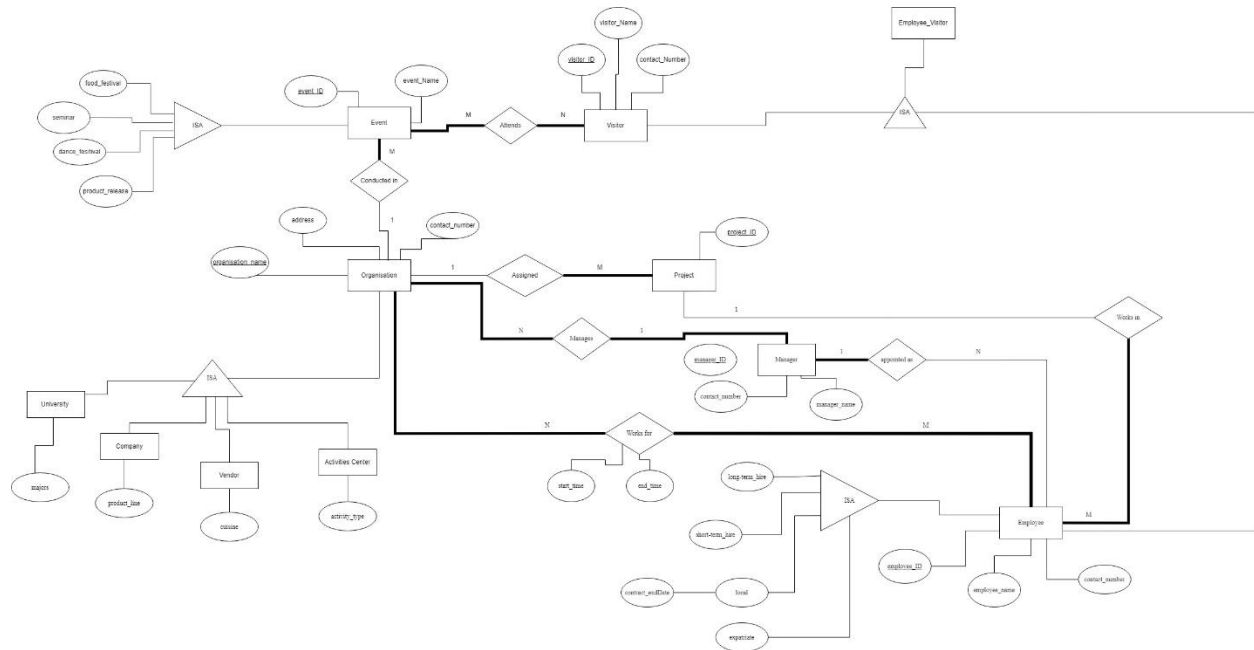 visitor_Name
Employee_Visitor
visitor_ID
contact_Number
food_festival
event_ID
event_Name
seminar
ISA
Event
M
Attends
N
Visitor
ISA
dance_fesitval
M
product_release
Conducted in
address
1
contact_number
project_ID
organisation_name
Organisation
1
Assigned
M
Project
1
Works in
N
Manages
1
manager_ID
Manager
1
appointed as
N
ISA
contact_number
manager_name
University
Company
N
Works for
M
Vendor
Activities Center
majors
product_line
start_time
end_time
long-term_hire
ISA
cuisine
activity_type
Employee
M
short-tem_hire
employee_ID
contact_number
contract_endDate
local
employee_name
expatriate